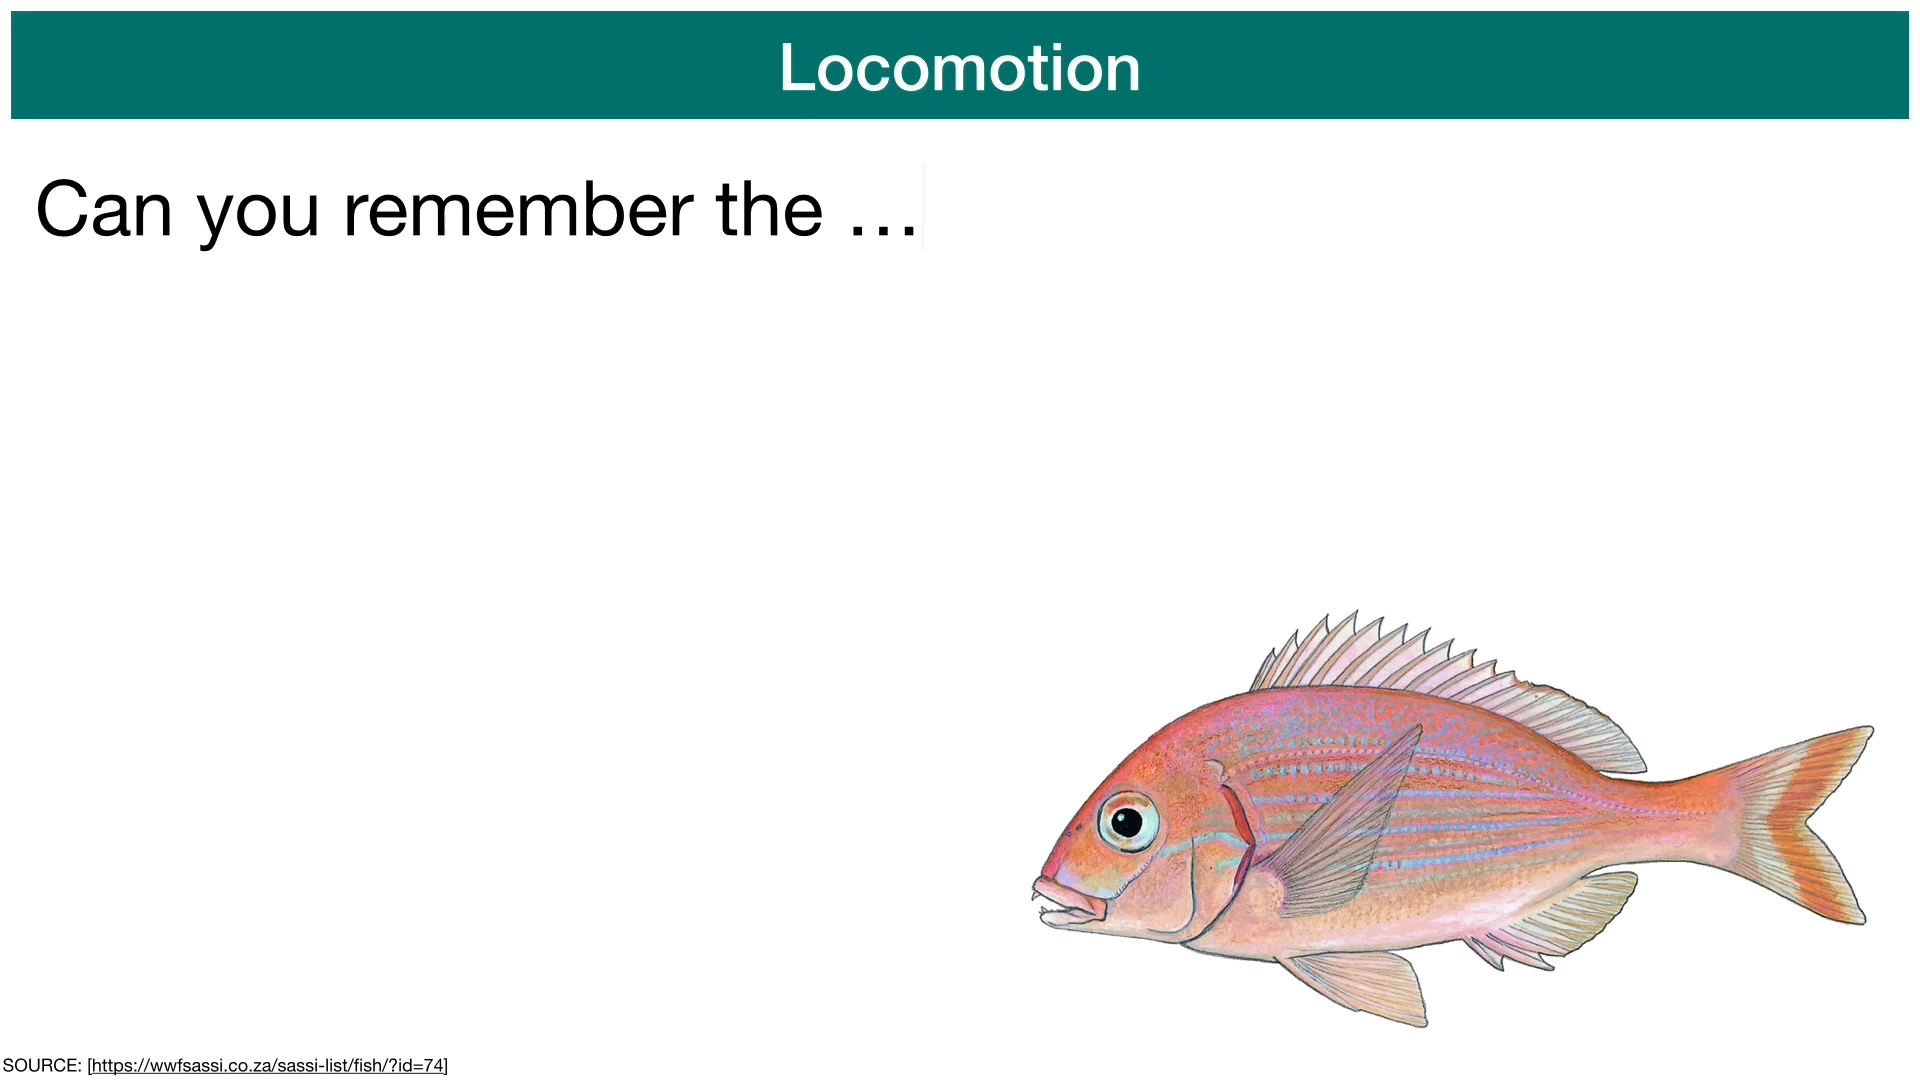 Locomotion
Can you remember the …
SOURCE: [https://wwfsassi.co.za/sassi-list/fish/?id=74]